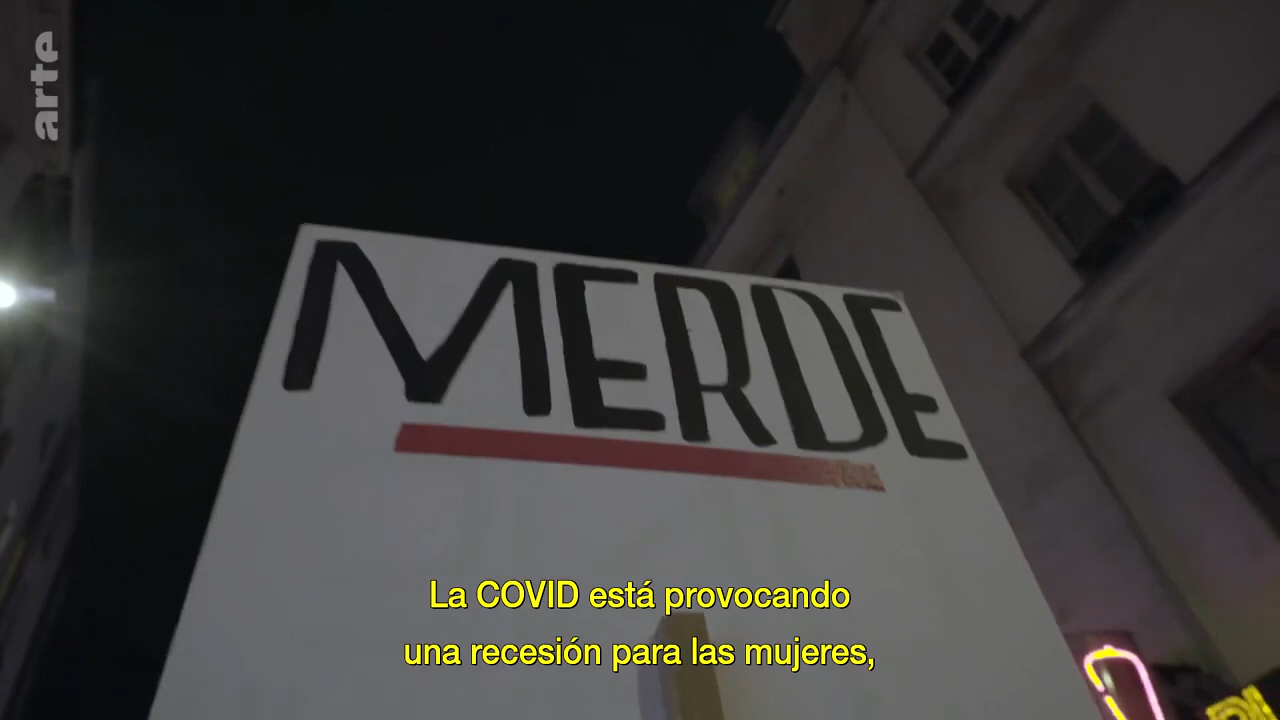 arte
MERDE
La COVID está provocando
una recesión para las mujeres,